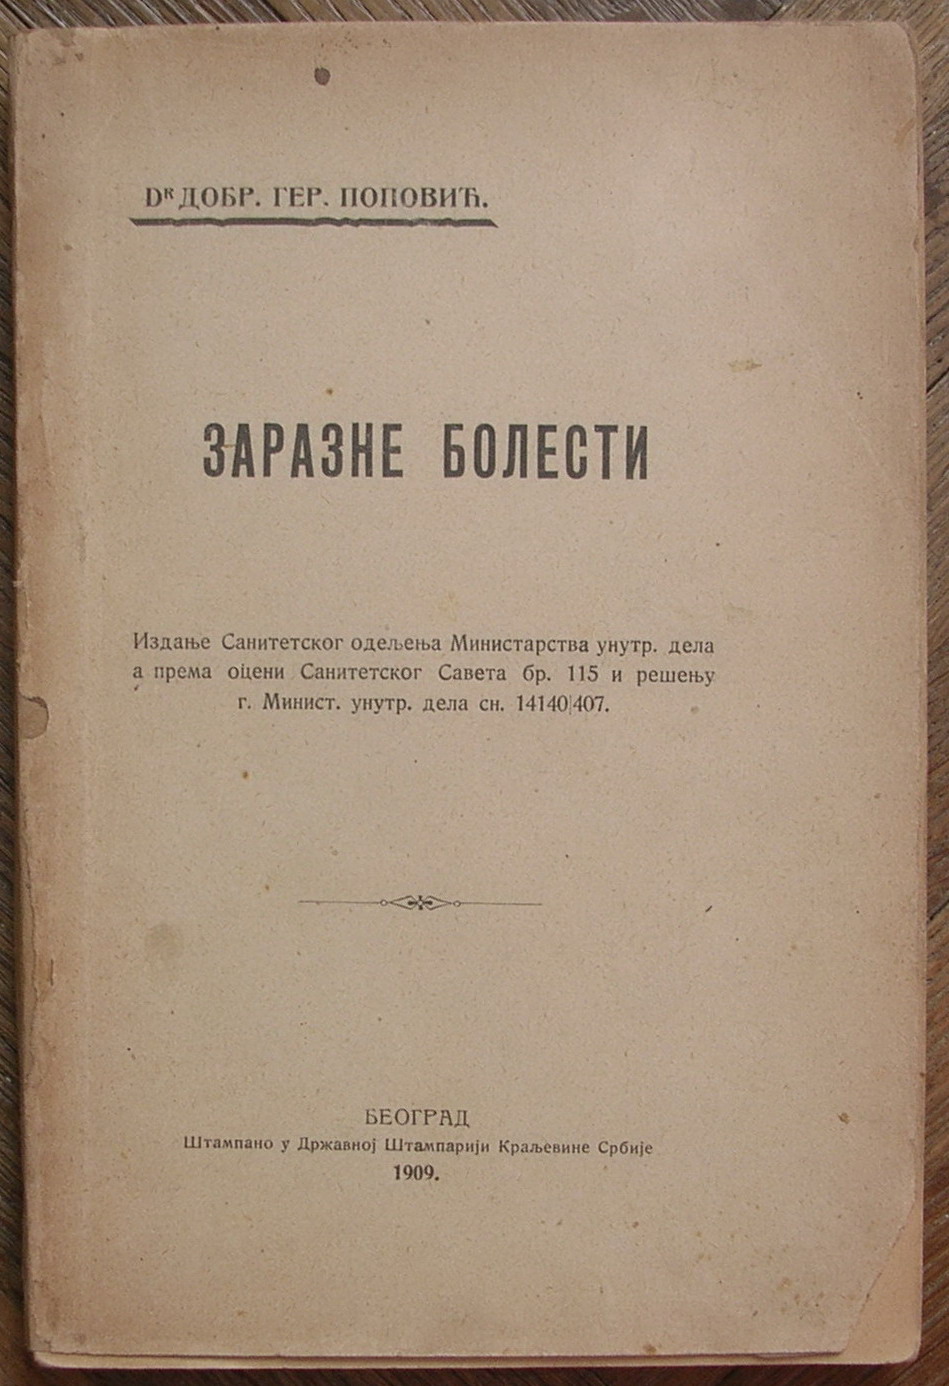 Dʀ ДОБР. ГЕР. ПОПОВИЋ.
ЗАРАЗНЕ БОЛЕСТИ
Издање Санитетског одељења Министарства унутр. дела
а према оцени Санитетског Савета бр. 115 и решењу
г. Минист. унутр. дела сн. 14140|407.
БЕОГРАД
Штампано у Државној Штампарији Краљевине Србије
1909.